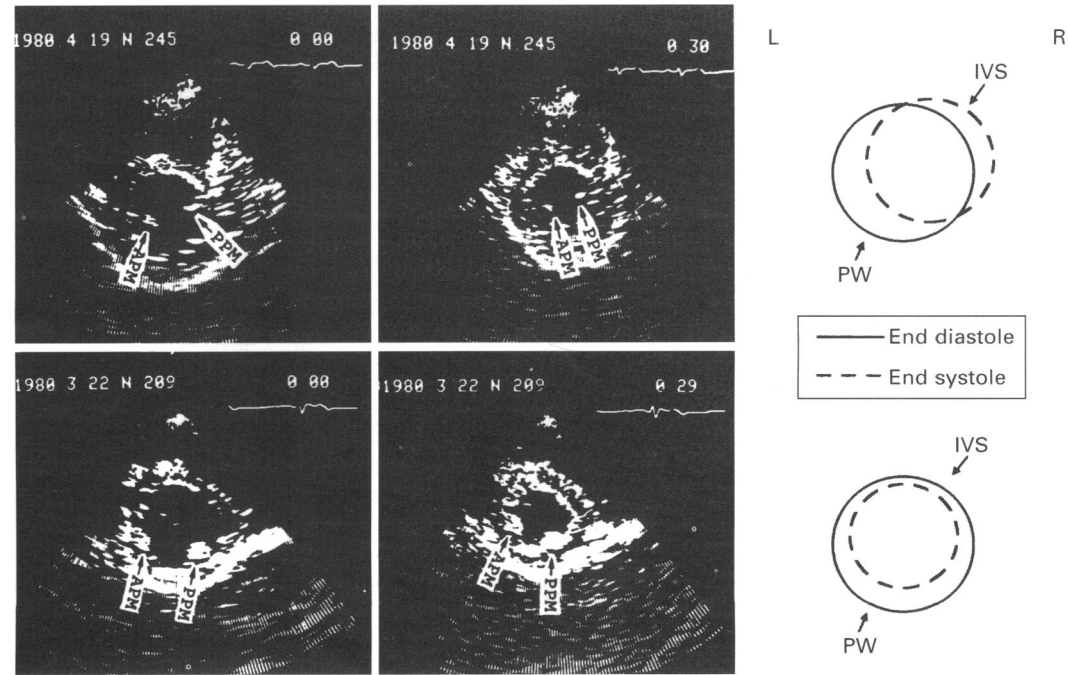 1980 4 19 N 245 0 00
APM
PPM
1980 4 19 N 245 0 30
APM
PPM
L R
IVS
PW
End diastole
End systole
1980 3 22 N 209 0 00
APM
PPM
1980 3 22 N 209 0 29
APM
PPM
IVS
PW